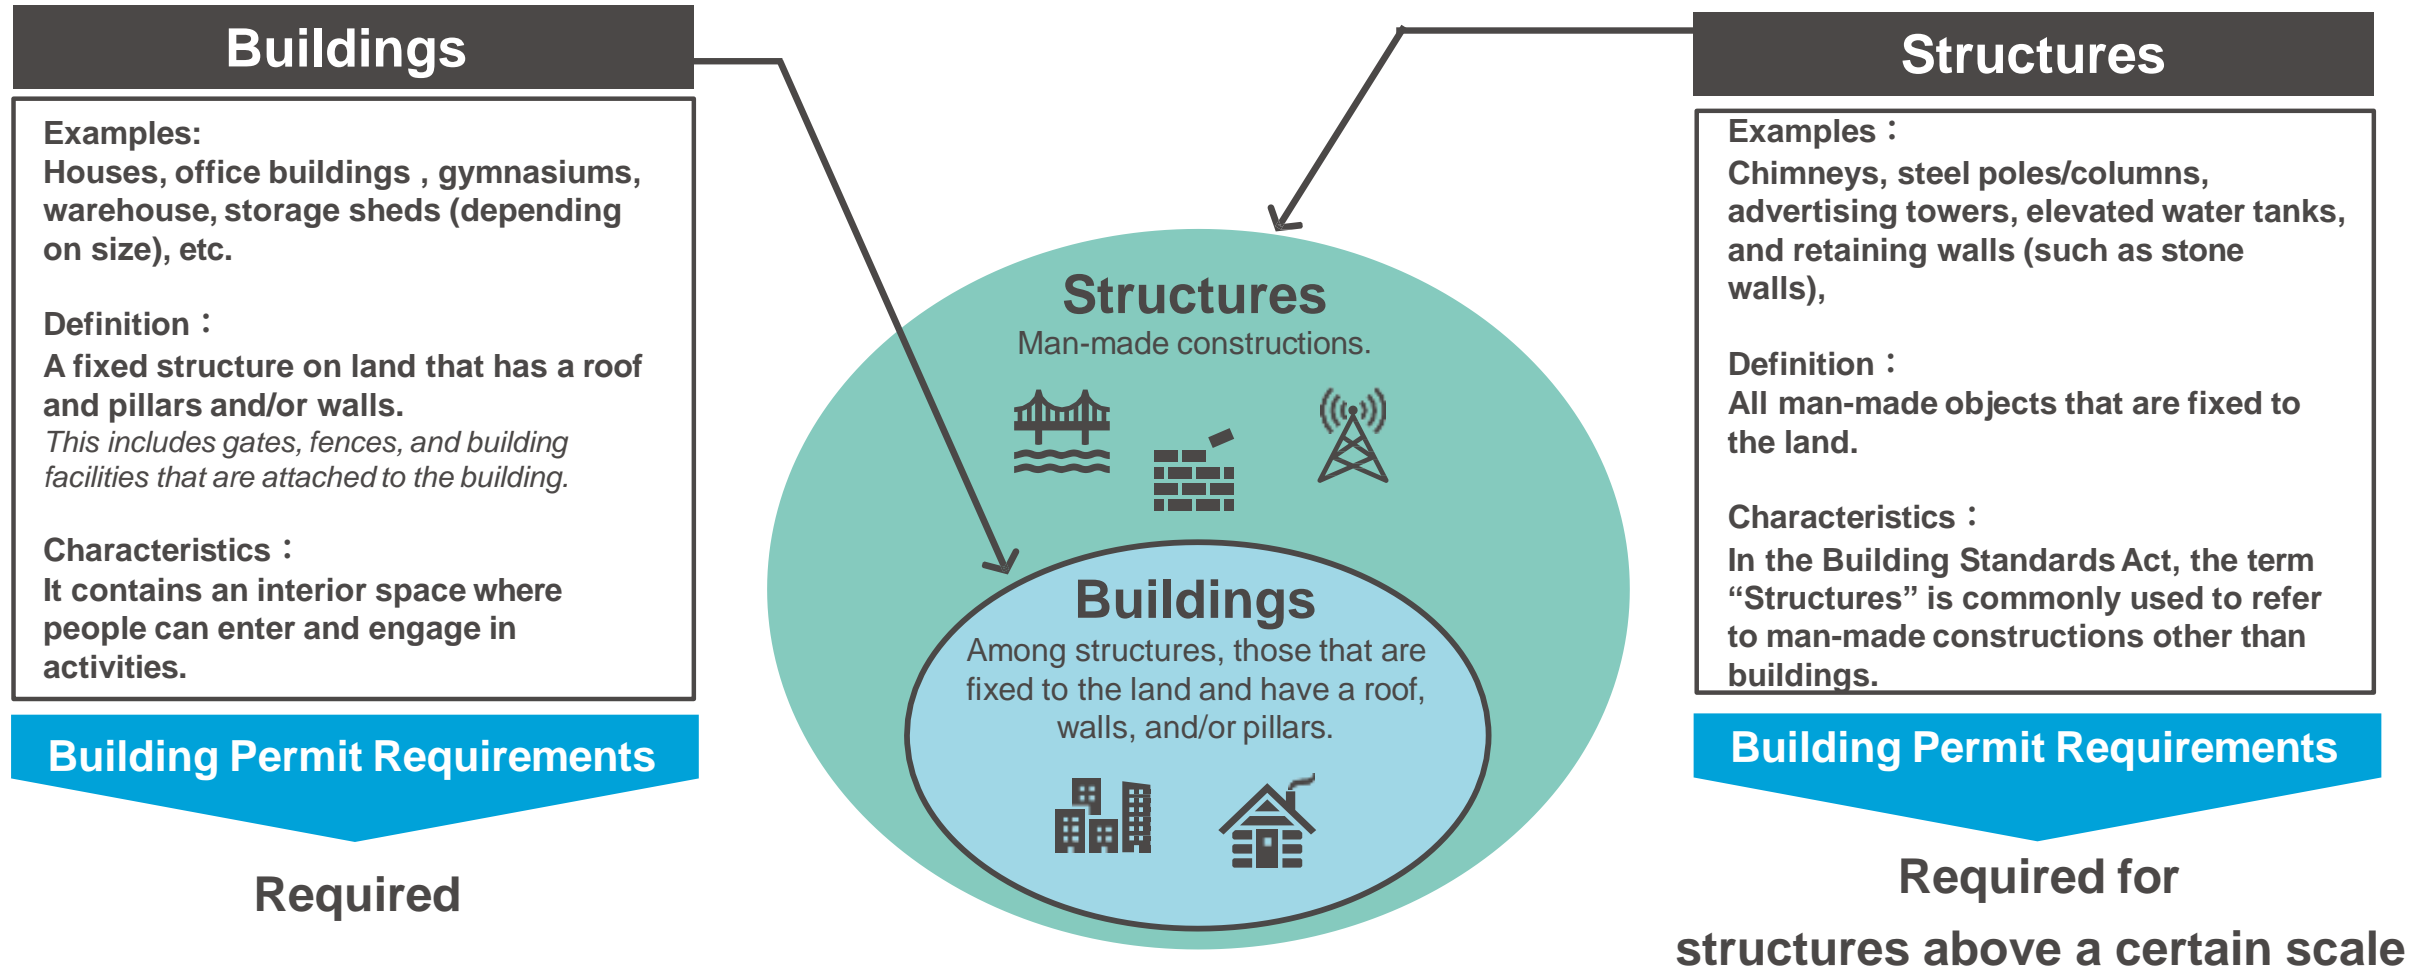 Buildings
Examples:
Houses, office buildings , gymnasiums,
warehouse, storage sheds (depending
on size), etc.
Definition：
A fixed structure on land that has a roof
and pillars and/or walls.
This includes gates, fences, and building
facilities that are attached to the building.
Characteristics：
It contains an interior space where
people can enter and engage in
activities.
Building Permit Requirements
Required
Structures
Man-made constructions.
Buildings
Among structures, those that are
fixed to the land and have a roof,
walls, and/or pillars.
Structures
Examples：
Chimneys, steel poles/columns,
advertising towers, elevated water tanks,
and retaining walls (such as stone
walls),
Definition：
All man-made objects that are fixed to
the land.
Characteristics：
In the Building Standards Act, the term
“Structures” is commonly used to refer
to man-made constructions other than
buildings.
Building Permit Requirements
Required for
structures above a certain scale